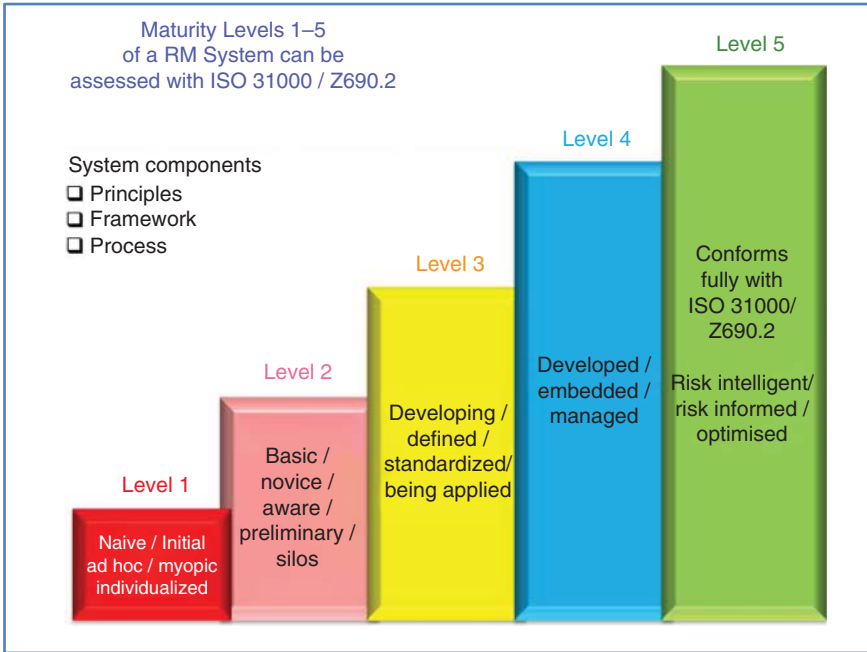 Maturity Levels 1–5
of a RM System can be
assessed with ISO 31000 / Z690.2
System components
❑ Principles
❑ Framework
❑ Process
Level 1
Naive / Initial
ad hoc / myopic
individualized
Level 2
Basic /
novice /
aware /
preliminary /
silos
Level 3
Developing /
defined /
standardized/
being applied
Level 4
Developed /
embedded /
managed
Level 5
Conforms
fully with
ISO 31000/
Z690.2
Risk intelligent/
risk informed /
optimised